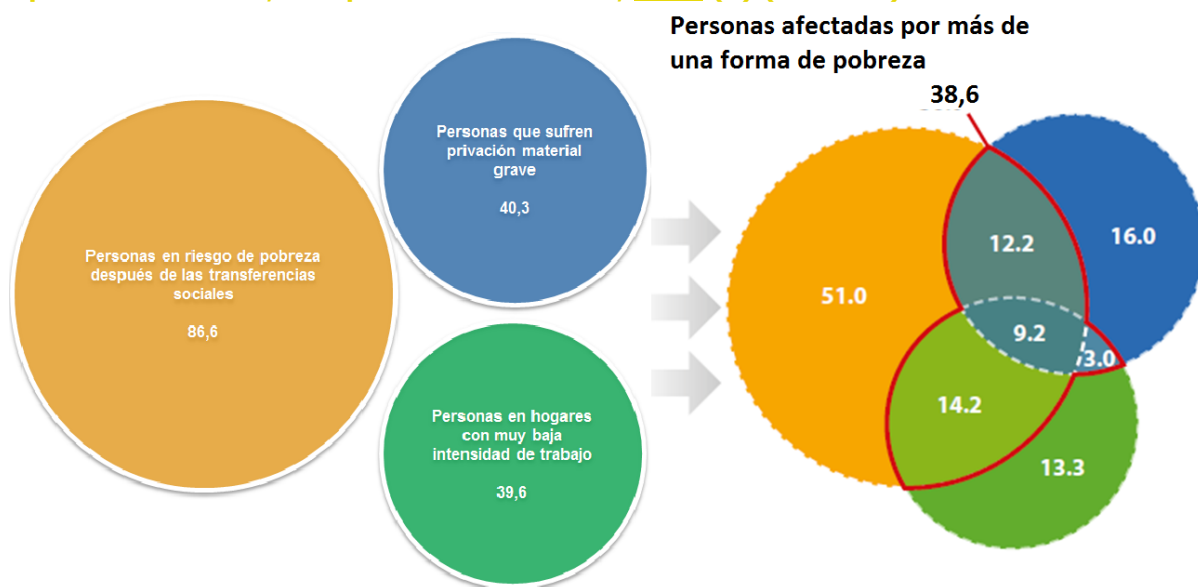 Personas afectadas por más de
una forma de pobreza
38,6
Personas que sufren
privación material
grave
40,3
Personas en riesgo de pobreza
después de las transferencias
sociales
86,6
Personas en hogares
con muy baja
intensidad de trabajo
39,6
12.2
16.0
51.0
9.2
3.0
14.2
13.3